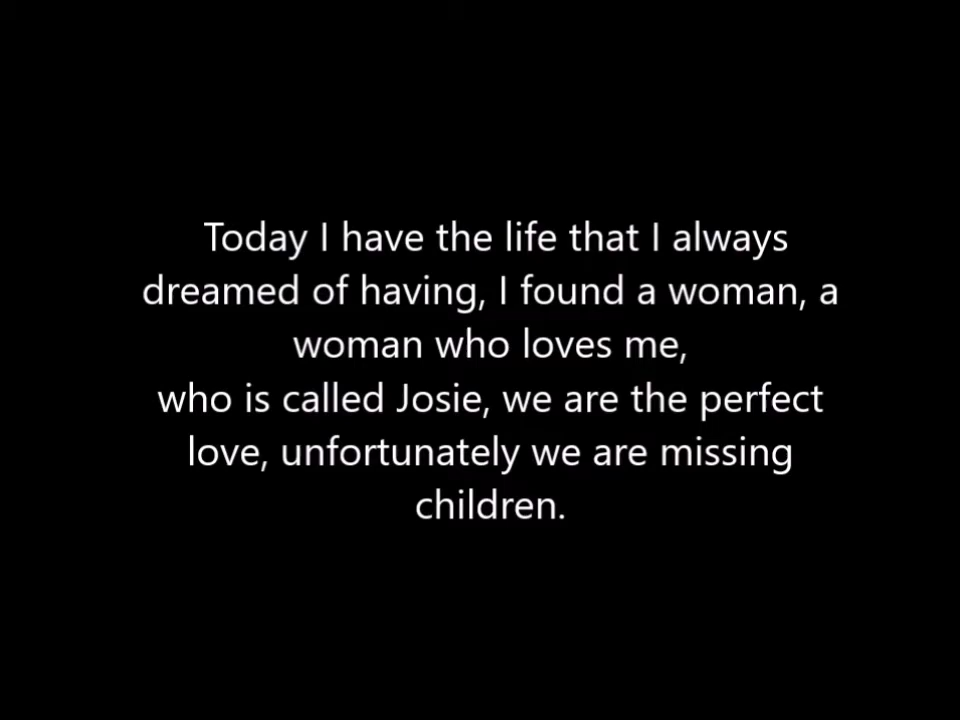 Today I have the life that I always
dreamed of having, I found a woman, a
woman who loves me,
who is called Josie, we are the perfect
love, unfortunately we are missing
children.